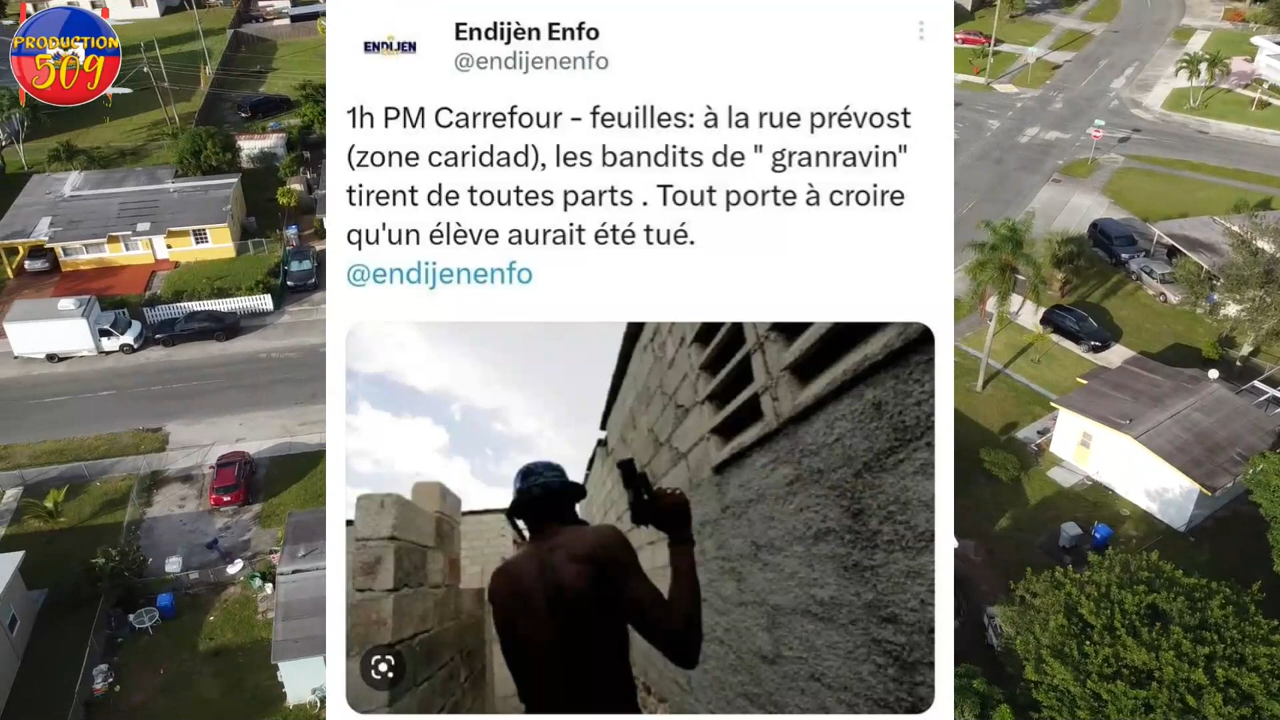 PRODUCTION
509
ENDIJEN
Endijèn Enfo
@endijenenfo
1h PM Carrefour - feuilles: à la rue prévost
(zone caridad), les bandits de " granravin"
tirent de toutes parts . Tout porte à croire
qu'un élève aurait été tué.
@endijenenfo